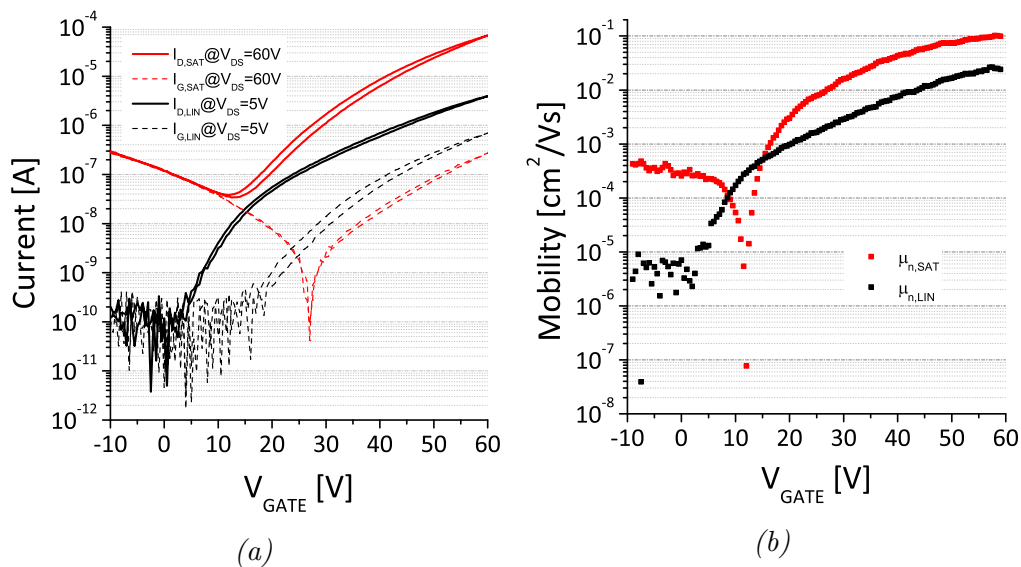 Current [A]
10^-4
10^-5
10^-6
10^-7
10^-8
10^-9
10^-10
10^-11
10^-12
I_D,SAT@V_DS=60V
I_G,SAT@V_DS=60V
I_D,LIN@V_DS=5V
I_G,LIN@V_DS=5V
-10 0 10 20 30 40 50 60
V_GATE [V]
(a)
Mobility [cm^2/Vs]
10^-1
10^-2
10^-3
10^-4
10^-5
10^-6
10^-7
10^-8
μ_n,SAT
μ_n,LIN
-10 0 10 20 30 40 50 60
V_GATE [V]
(b)